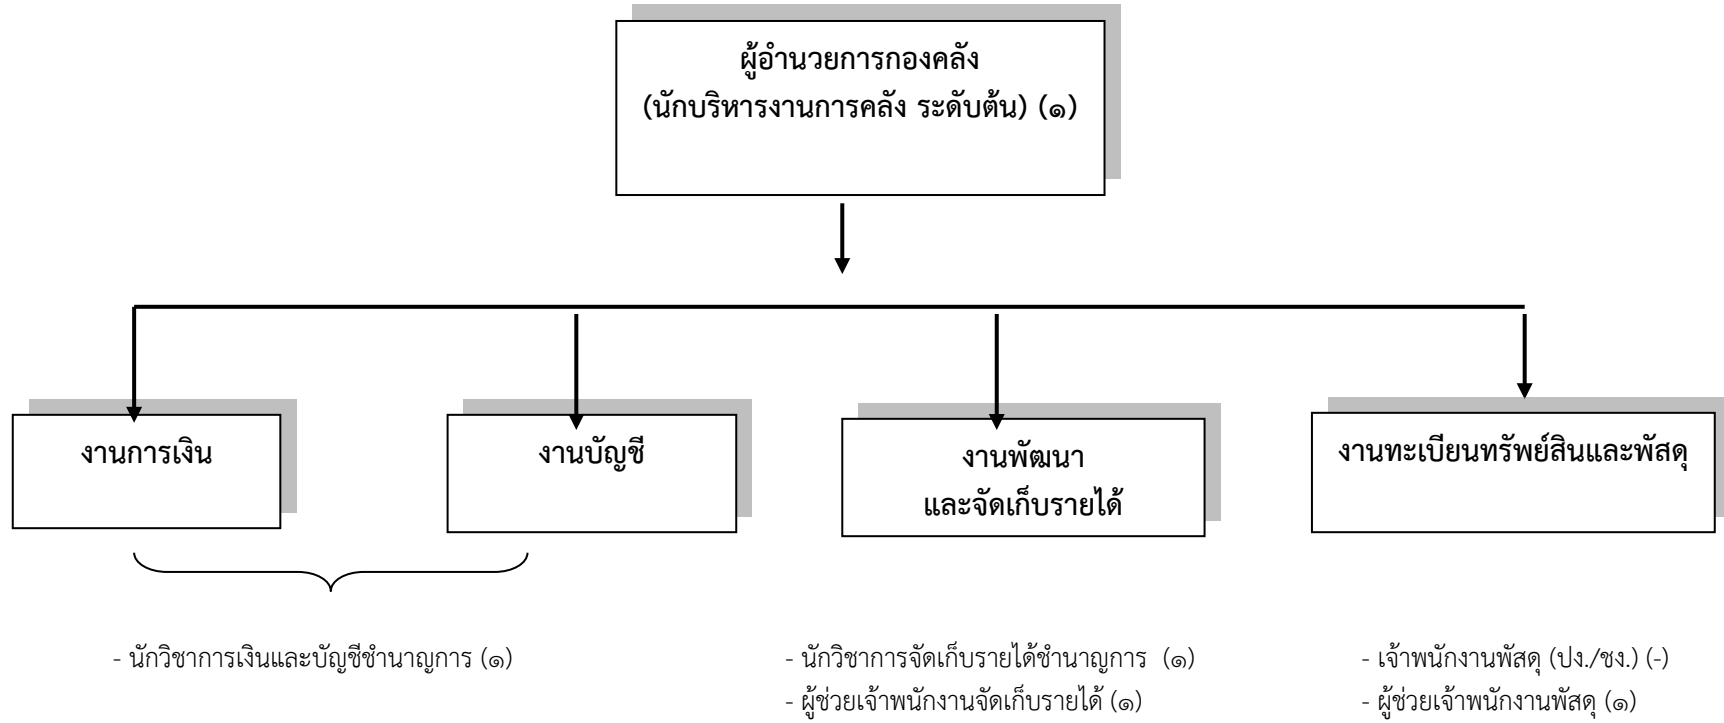 ผู้อำนวยการกองคลัง
(นักบริหารงานการคลัง ระดับต้น) (๑)
งานการเงิน
งานบัญชี
งานพัฒนา
และจัดเก็บรายได้
งานทะเบียนทรัพย์สินและพัสดุ
- นักวิชาการเงินและบัญชีชำนาญการ (๑)
- นักวิชาการจัดเก็บรายได้ชำนาญการ (๑)
- ผู้ช่วยเจ้าพนักงานจัดเก็บรายได้ (๑)
- เจ้าพนักงานพัสดุ (ปง./ชง.) (-)
- ผู้ช่วยเจ้าพนักงานพัสดุ (๑)